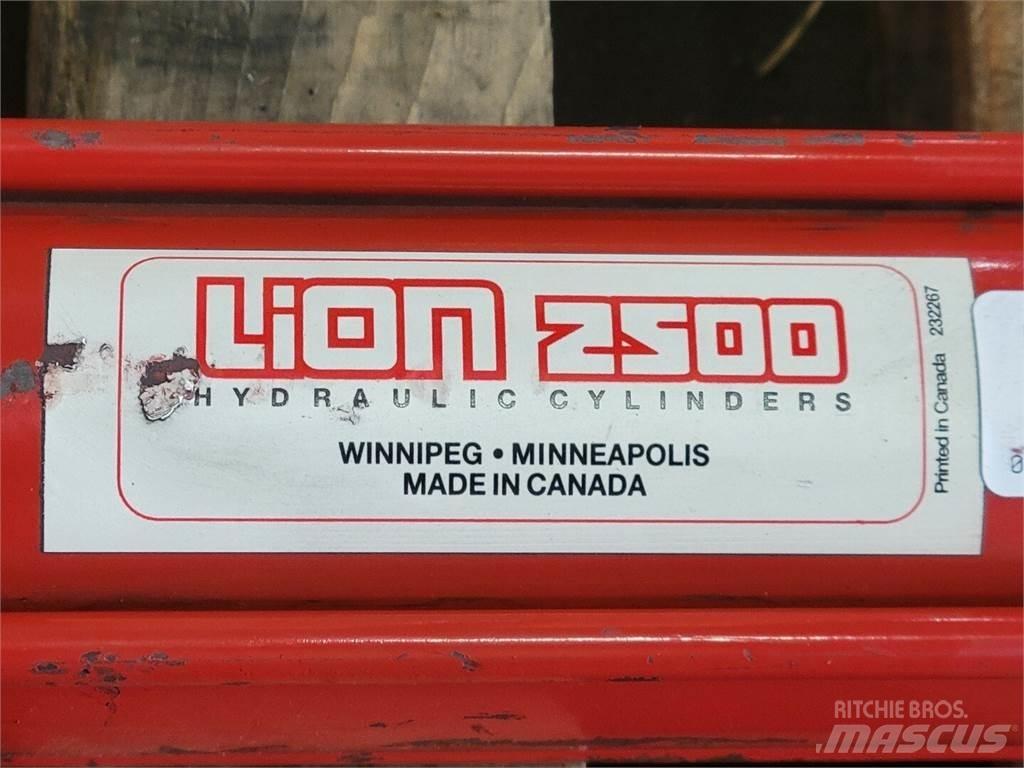 Lion 2500
HYDRAULIC CYLINDERS
WINNIPEG • MINNEAPOLIS
MADE IN CANADA
Printed in Canada 232267
RITCHIE BROS.
MASCUS